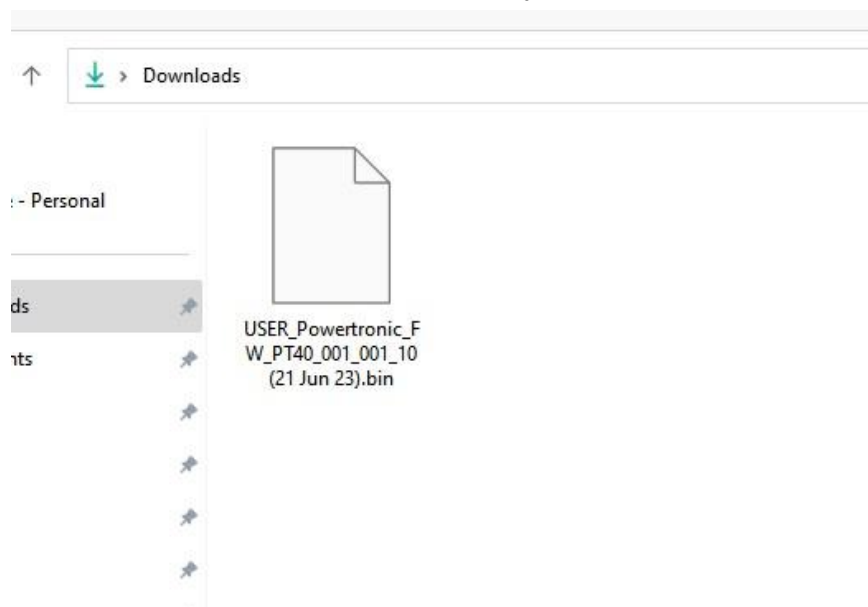 Downloads
- Personal
ds
nts
USER_Powertronic_F
W_PT40_001_001_10
(21 Jun 23).bin